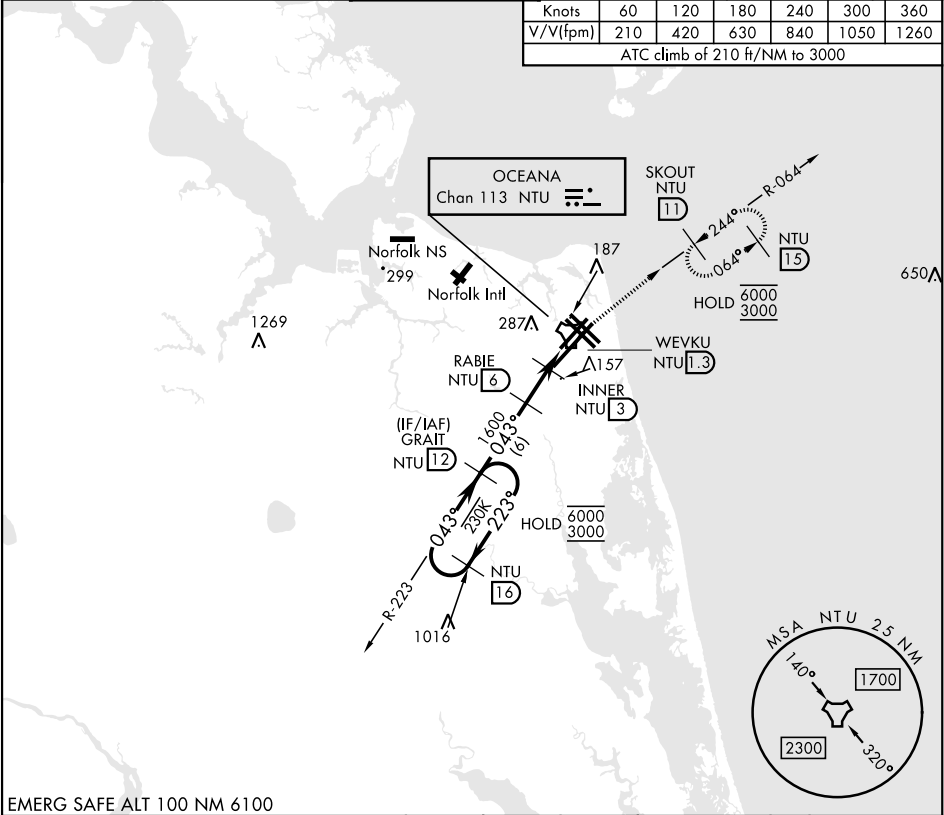 Knots 60 120 180 240 300 360
V/V(fpm) 210 420 630 840 1050 1260
ATC climb of 210 ft/NM to 3000
OCEANA
Chan 113 NTU
SKOUT
NTU
11
R-064
244°
064°
NTU
15
HOLD 6000
3000
650
Norfolk NS
299
Norfolk Intl
187
287
1269
WEVKU
NTU 1.3
157
RABIE
NTU 6
INNER
NTU 3
(IF/IAF)
GRAIT
NTU 12
1600
043°
(6)
043°
230K
223°
HOLD 6000
3000
NTU
16
R-223
1016
MSA NTU 25 NM
140°
1700
2300
320°
EMERG SAFE ALT 100 NM 6100